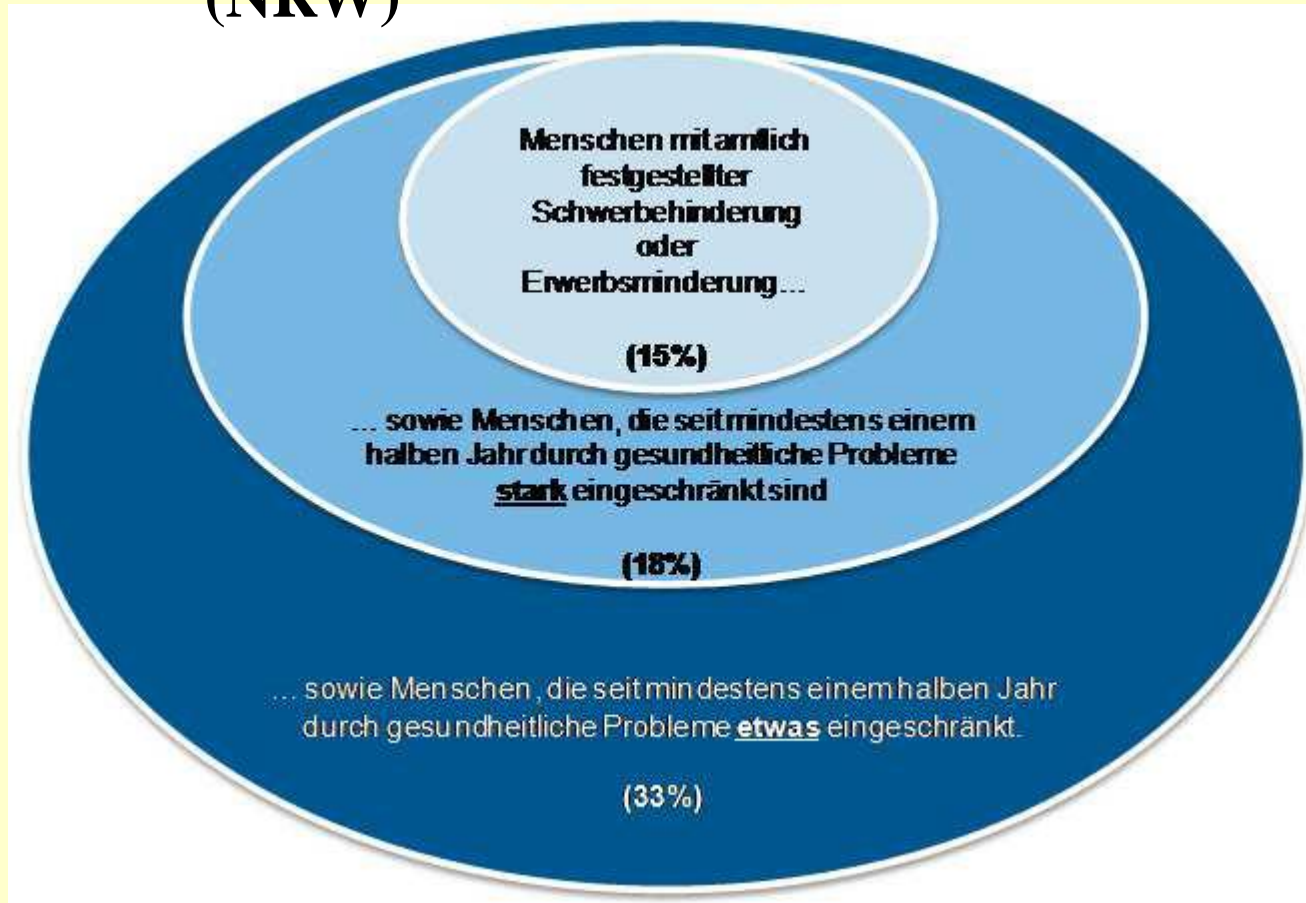 (NRW)
Menschen mit amtlich
festgestellter
Schwerbehinderung
oder
Erwerbsminderung...
(15%)
... sowie Menschen, die seit mindestens einem
halben Jahr durch gesundheitliche Probleme
stark eingeschränkt sind
(18%)
... sowie Menschen, die seit mindestens einem halben Jahr
durch gesundheitliche Probleme etwas eingeschränkt.
(33%)